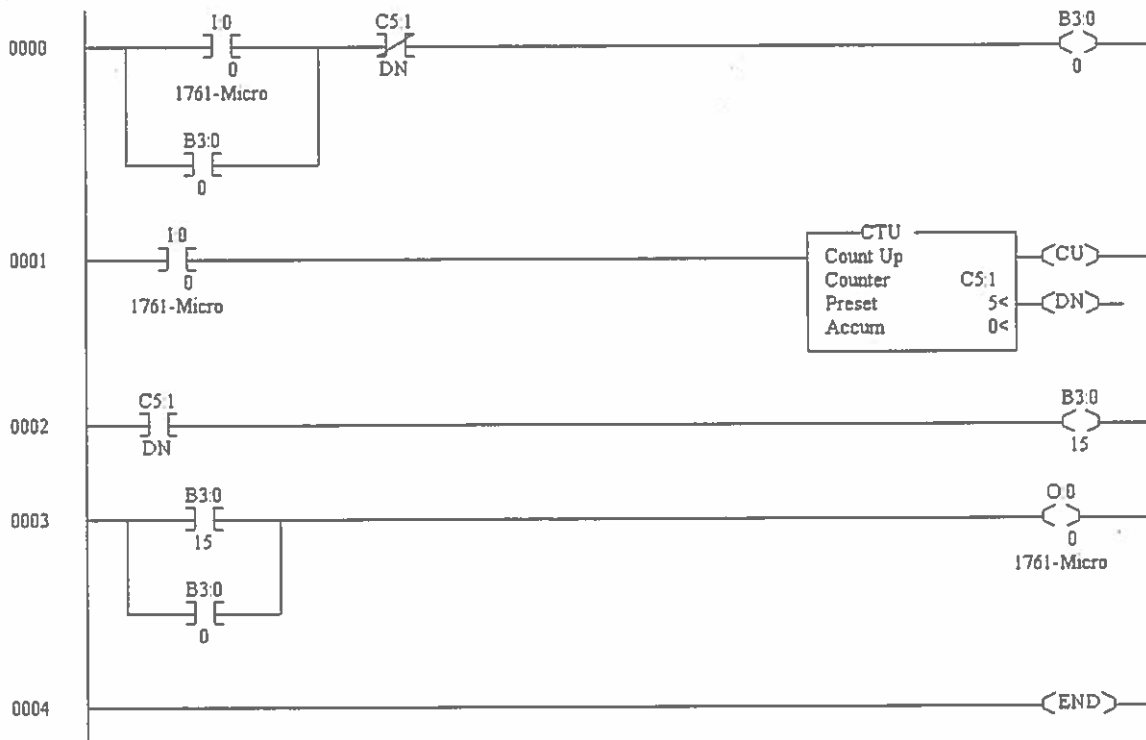 I:0 C5:1 B3:0
0000
0 DN 0
1761-Micro
B3:0
0
I:0 CTU
0001 Count Up CU
0 Counter C5:1
1761-Micro Preset 5< DN
Accum 0<
C5:1 B3:0
0002
DN 15
B3:0 O:0
0003
15 0
1761-Micro
B3:0
0
0004 END